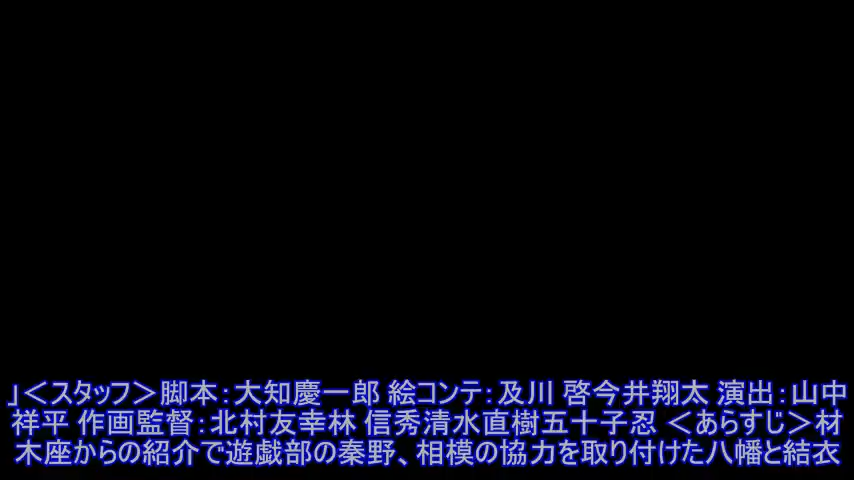 」＜スタッフ＞脚本：大知慶一郎 絵コンテ：及川 啓今井翔太 演出：山中
祥平 作画監督：北村友幸林 信秀清水直樹五十子忍 ＜あらすじ＞材
木座からの紹介で遊戯部の秦野、相模の協力を取り付けた八幡と結衣